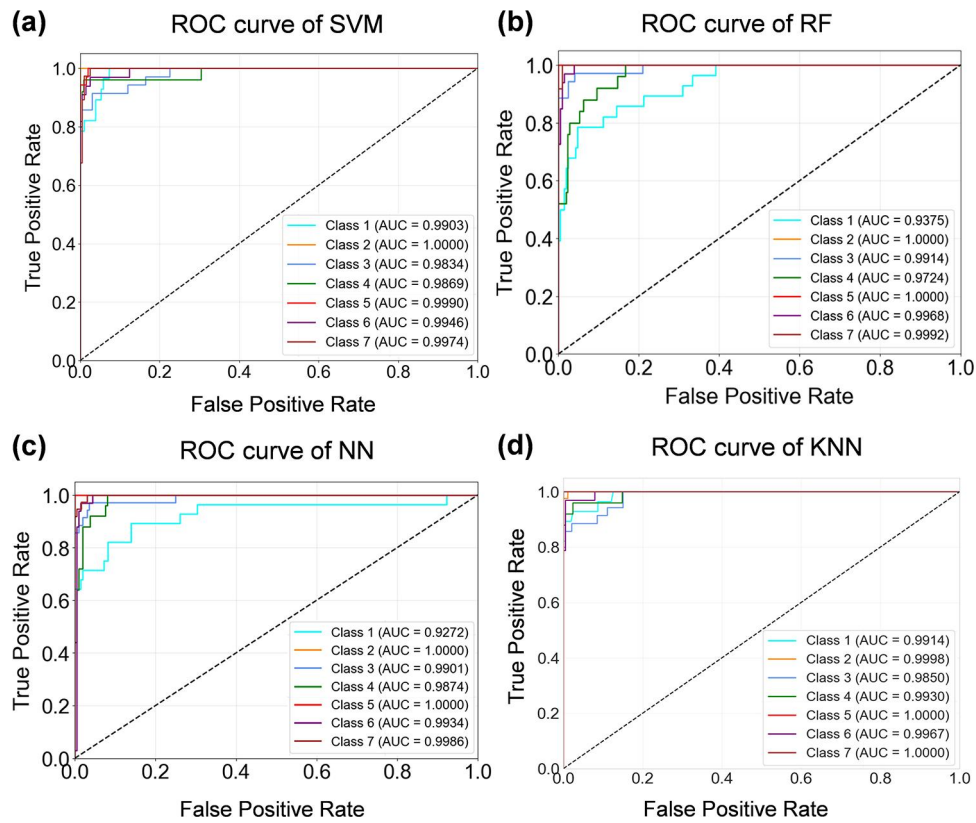 (a)
ROC curve of SVM
True Positive Rate
1.0
0.8
0.6
0.4
0.2
0.0
0.0 0.2 0.4 0.6 0.8 1.0
False Positive Rate
Class 1 (AUC = 0.9903)
Class 2 (AUC = 1.0000)
Class 3 (AUC = 0.9834)
Class 4 (AUC = 0.9869)
Class 5 (AUC = 0.9990)
Class 6 (AUC = 0.9946)
Class 7 (AUC = 0.9974)
(b)
ROC curve of RF
True Positive Rate
1.0
0.8
0.6
0.4
0.2
0.0
0.0 0.2 0.4 0.6 0.8 1.0
False Positive Rate
Class 1 (AUC = 0.9375)
Class 2 (AUC = 1.0000)
Class 3 (AUC = 0.9914)
Class 4 (AUC = 0.9724)
Class 5 (AUC = 1.0000)
Class 6 (AUC = 0.9968)
Class 7 (AUC = 0.9992)
(c)
ROC curve of NN
True Positive Rate
1.0
0.8
0.6
0.4
0.2
0.0
0.0 0.2 0.4 0.6 0.8 1.0
False Positive Rate
Class 1 (AUC = 0.9272)
Class 2 (AUC = 1.0000)
Class 3 (AUC = 0.9901)
Class 4 (AUC = 0.9874)
Class 5 (AUC = 1.0000)
Class 6 (AUC = 0.9934)
Class 7 (AUC = 0.9986)
(d)
ROC curve of KNN
True Positive Rate
1.0
0.8
0.6
0.4
0.2
0.0
0.0 0.2 0.4 0.6 0.8 1.0
False Positive Rate
Class 1 (AUC = 0.9914)
Class 2 (AUC = 0.9998)
Class 3 (AUC = 0.9850)
Class 4 (AUC = 0.9930)
Class 5 (AUC = 1.0000)
Class 6 (AUC = 0.9967)
Class 7 (AUC = 1.0000)